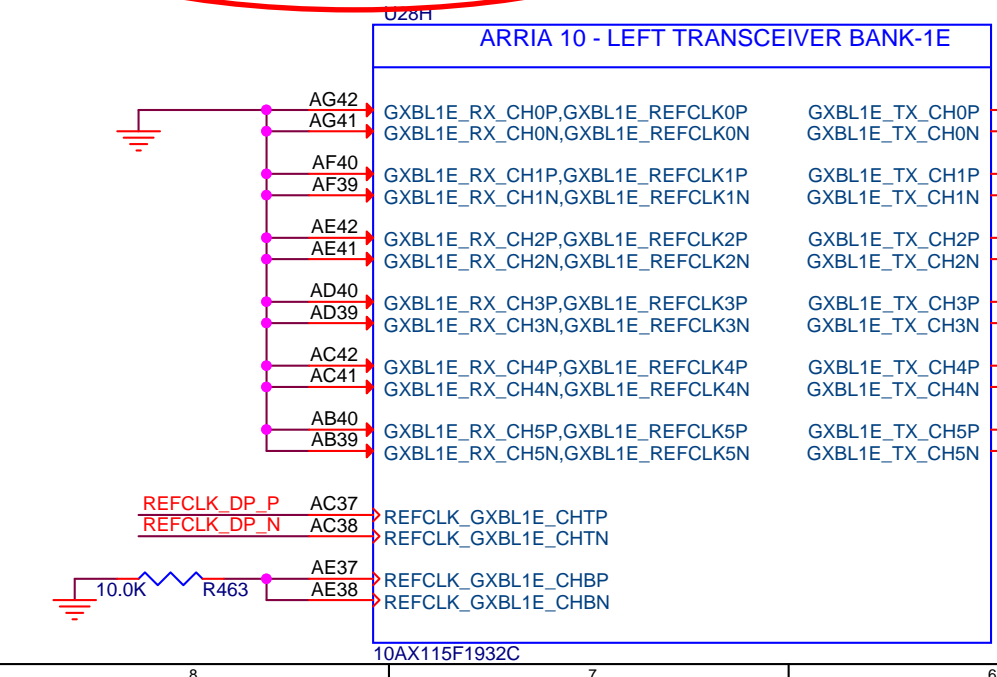 U28H
ARRIA 10 - LEFT TRANSCEIVER BANK-1E
AG42 GXBL1E_RX_CH0P,GXBL1E_REFCLK0P GXBL1E_TX_CH0P
AG41 GXBL1E_RX_CH0N,GXBL1E_REFCLK0N GXBL1E_TX_CH0N
AF40 GXBL1E_RX_CH1P,GXBL1E_REFCLK1P GXBL1E_TX_CH1P
AF39 GXBL1E_RX_CH1N,GXBL1E_REFCLK1N GXBL1E_TX_CH1N
AE42 GXBL1E_RX_CH2P,GXBL1E_REFCLK2P GXBL1E_TX_CH2P
AE41 GXBL1E_RX_CH2N,GXBL1E_REFCLK2N GXBL1E_TX_CH2N
AD40 GXBL1E_RX_CH3P,GXBL1E_REFCLK3P GXBL1E_TX_CH3P
AD39 GXBL1E_RX_CH3N,GXBL1E_REFCLK3N GXBL1E_TX_CH3N
AC42 GXBL1E_RX_CH4P,GXBL1E_REFCLK4P GXBL1E_TX_CH4P
AC41 GXBL1E_RX_CH4N,GXBL1E_REFCLK4N GXBL1E_TX_CH4N
AB40 GXBL1E_RX_CH5P,GXBL1E_REFCLK5P GXBL1E_TX_CH5P
AB39 GXBL1E_RX_CH5N,GXBL1E_REFCLK5N GXBL1E_TX_CH5N
REFCLK_DP_P AC37 REFCLK_GXBL1E_CHTP
REFCLK_DP_N AC38 REFCLK_GXBL1E_CHTN
AE37 REFCLK_GXBL1E_CHBP
10.0K R463 AE38 REFCLK_GXBL1E_CHBN
10AX115F1932C
8 7 6